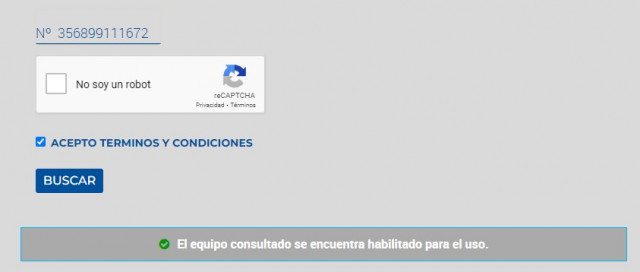 Nº 356899111672
No soy un robot
reCAPTCHA
Privacidad - Términos
ACEPTO TERMINOS Y CONDICIONES
BUSCAR
El equipo consultado se encuentra habilitado para el uso.